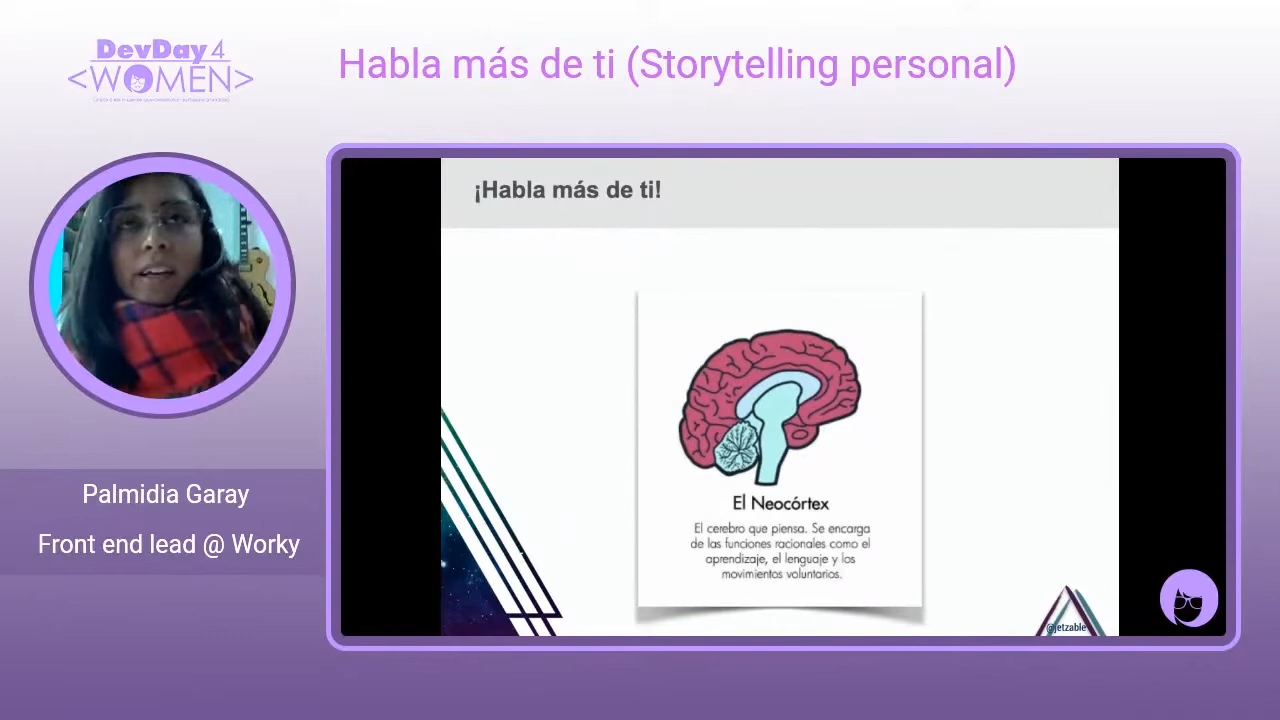 DevDay 4
<WOMEN>
Habla más de ti (Storytelling personal)
¡Habla más de ti!
El Neocórtex
El cerebro que piensa. Se encarga
de las funciones racionales como el
aprendizaje, el lenguaje y los
movimientos voluntarios.
@jetzable
Palmidia Garay
Front end lead @ Worky